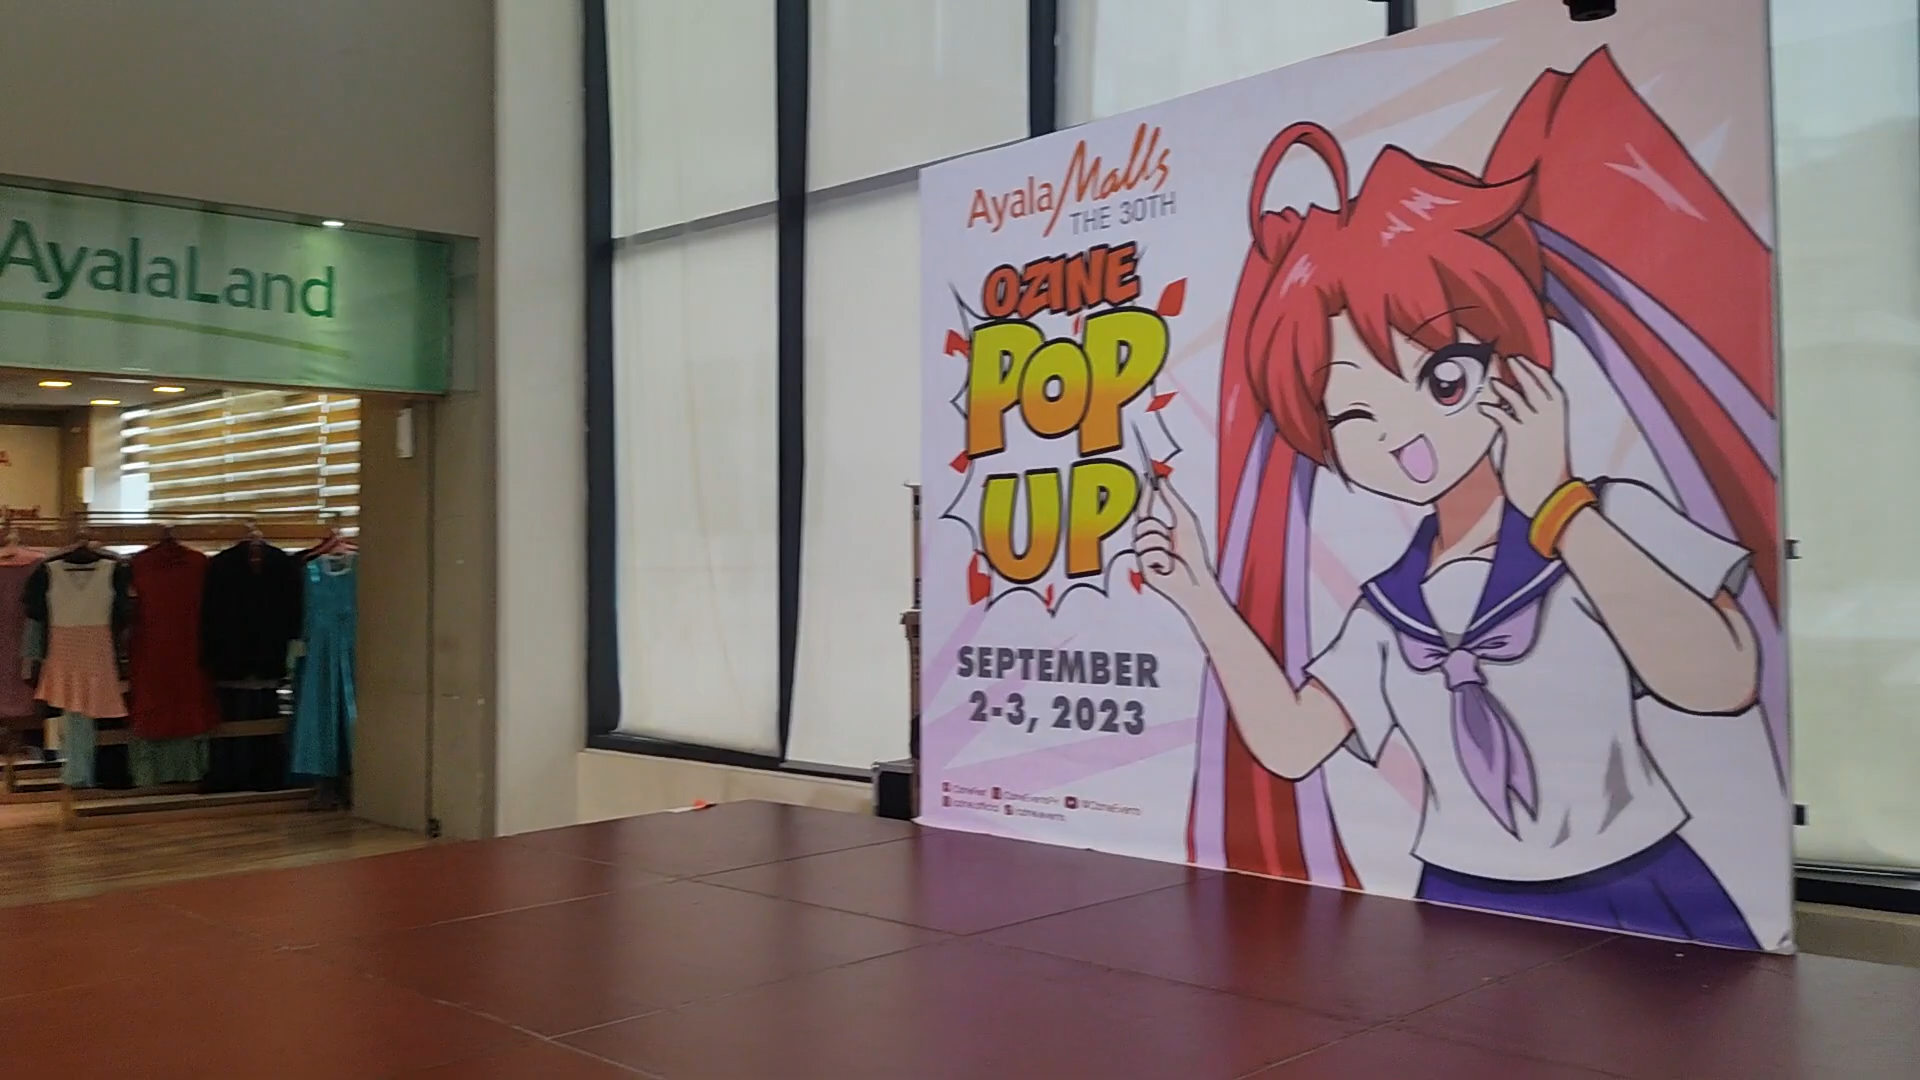 AyalaLand
Ayala Malls
THE 30TH
OZINE
POP
UP
SEPTEMBER
2-3, 2023